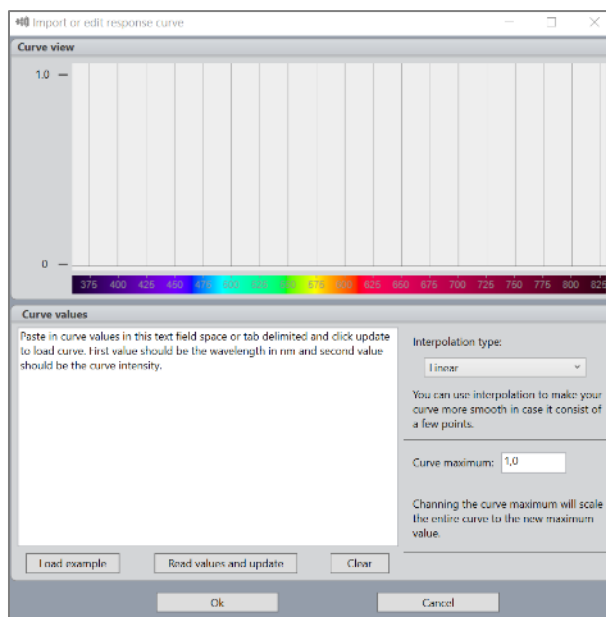 Import or edit response curve
Curve view
1.0
0
375 400 425 450 475 500 525 550 575 600 625 650 675 700 725 750 775 800 825
Curve values
Paste in curve values in this text field space or tab delimited and click update
to load curve. First value should be the wavelength in nm and second value
should be the curve intensity.
Interpolation type:
Linear
You can use interpolation to make your
curve more smooth in case it consist of
a few points.
Curve maximum: 1,0
Channing the curve maximum will scale
the entire curve to the new maximum
value.
Load example Read values and update Clear
Ok Cancel